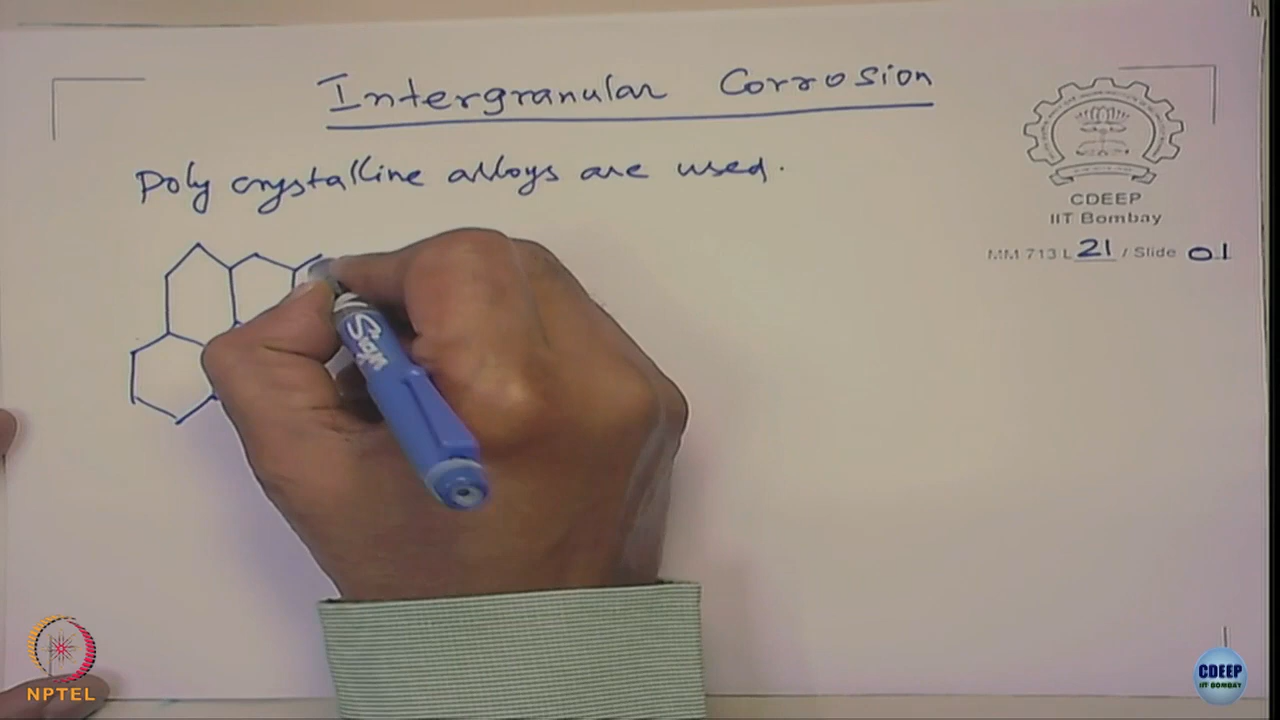 Intergranular Corrosion
Poly crystalline alloys are used.
CDEEP
IIT Bombay
MM 713 L 21 / Slide 01
Sign
NPTEL
CDEEP
IIT BOMBAY